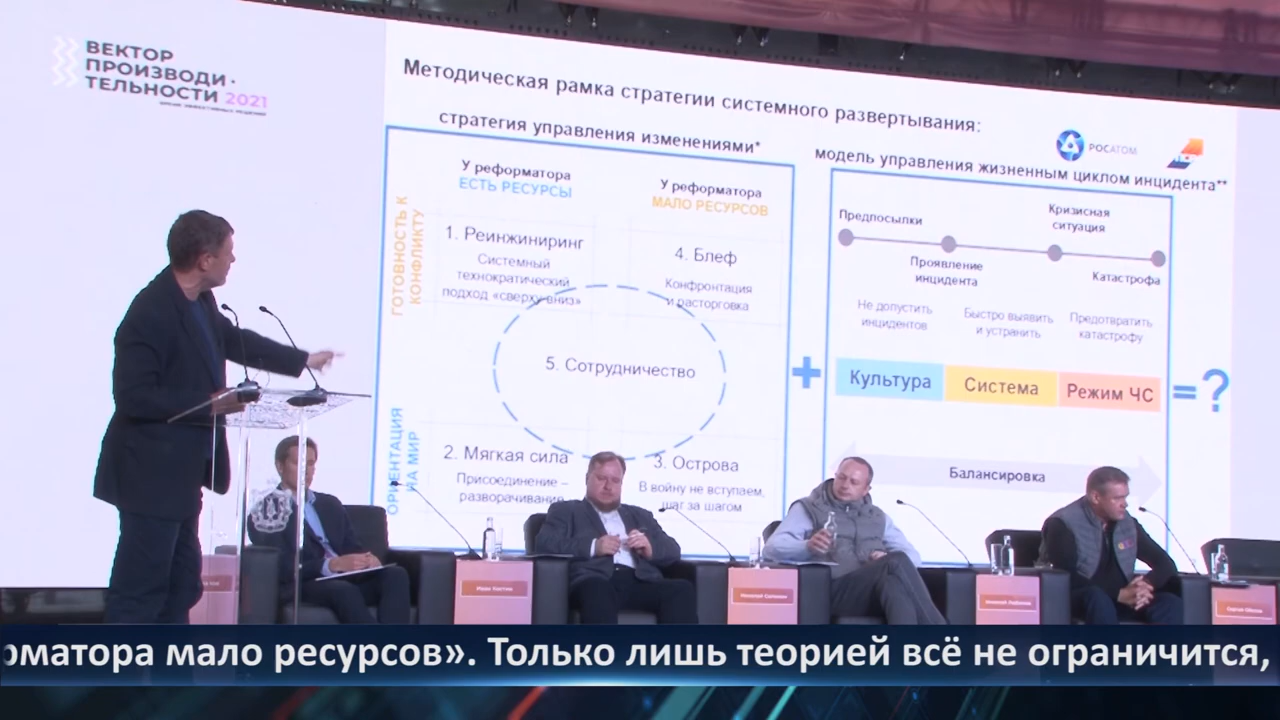 ВЕКТОР
ПРОИЗВОДИ·
ТЕЛЬНОСТИ 2021
Методическая рамка стратегии системного развертывания:
стратегия управления изменениями*
У реформатора
ЕСТЬ РЕСУРСЫ
У реформатора
МАЛО РЕСУРСОВ
ГОТОВНОСТЬ К
КОНФЛИКТУ
1. Реинжиниринг
Системный
технократический
подход «сверху-вниз»
4. Блеф
Конфронтация
и расторговка
5. Сотрудничество
ОРИЕНТАЦИЯ
НА МИР
2. Мягкая сила
Присоединение –
разворачивание
3. Острова
В войну не вступаем,
шаг за шагом
+
РОСАТОМ
ПСР
модель управления жизненным циклом инцидента**
Предпосылки
Кризисная
ситуация
Проявление
инцидента
Катастрофа
Не допустить
инцидентов
Быстро выявить
и устранить
Предотвратить
катастрофу
Культура
Система
Режим ЧС
= ?
Балансировка
рматора мало ресурсов». Только лишь теорией всё не ограничится,